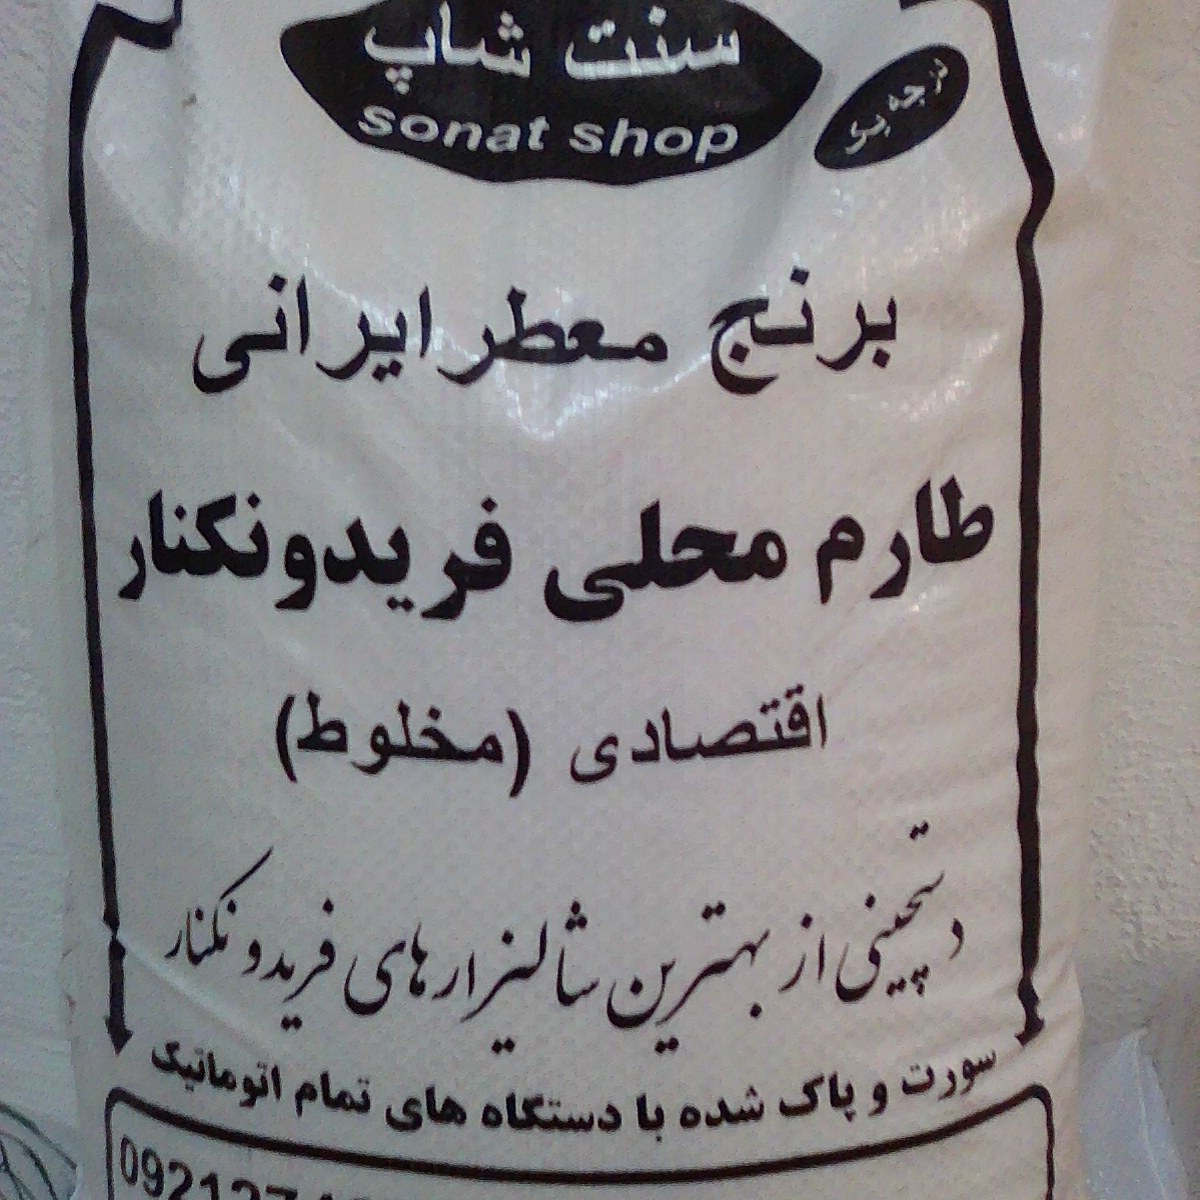 سنت شاپ
sonat shop
درجه یک
برنج معطر ایرانی
طارم محلی فریدونکنار
اقتصادی (مخلوط)
دستچینی از بهترین شالیزارهای فریدونکنار
سورت و پاک شده با دستگاه های تمام اتوماتیک